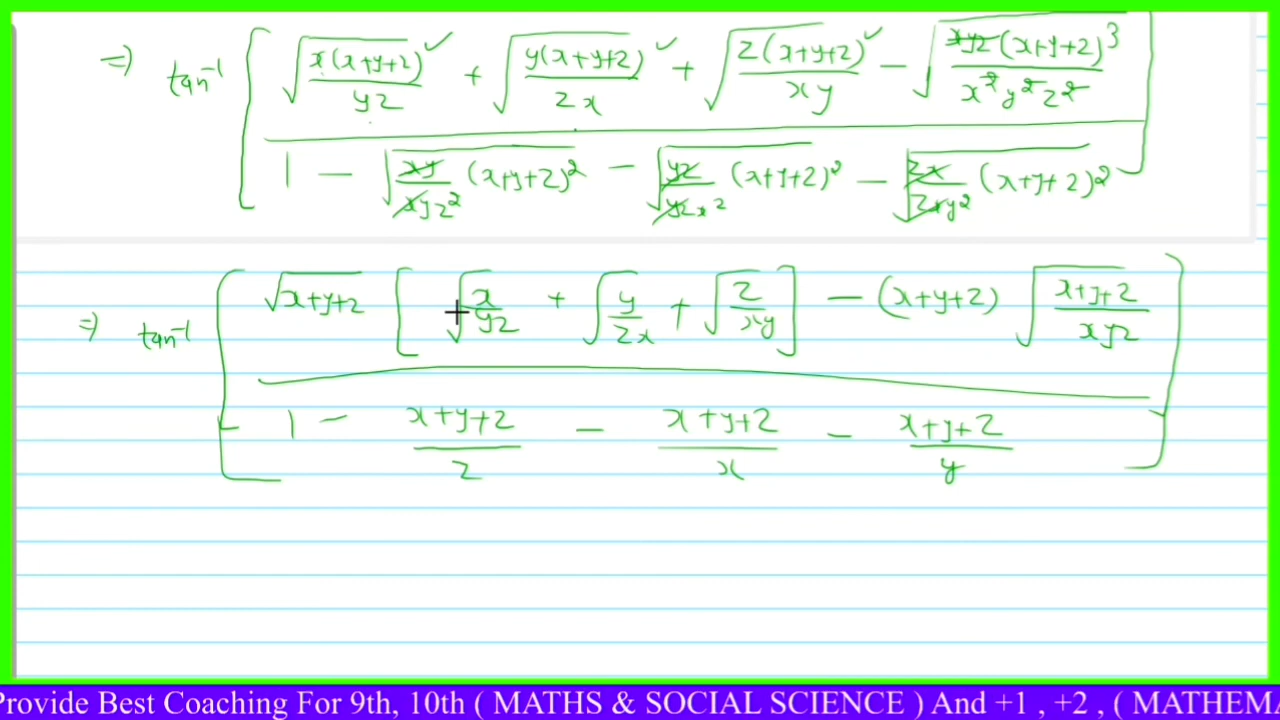 ⇒ tan⁻¹ [ √(x(x+y+z)/yz) ✓ + √(y(x+y+z)/zx) ✓ + √(z(x+y+z)/xy) ✓ − √(xyz(x+y+z)³/x²y²z²) ]
1 − √(xy/xyz² (x+y+z)²) − √(yz/yzx² (x+y+z)²) − √(zx/zxy² (x+y+z)²)
⇒ tan⁻¹ [ √x+y+z [ √(x/yz) + √(y/zx) + √(z/xy) ] − (x+y+z) √(x+y+z/xyz) ]
1 − x+y+z/z − x+y+z/x − x+y+z/y
Provide Best Coaching For 9th, 10th ( MATHS & SOCIAL SCIENCE ) And +1 , +2 , ( MATHEMA